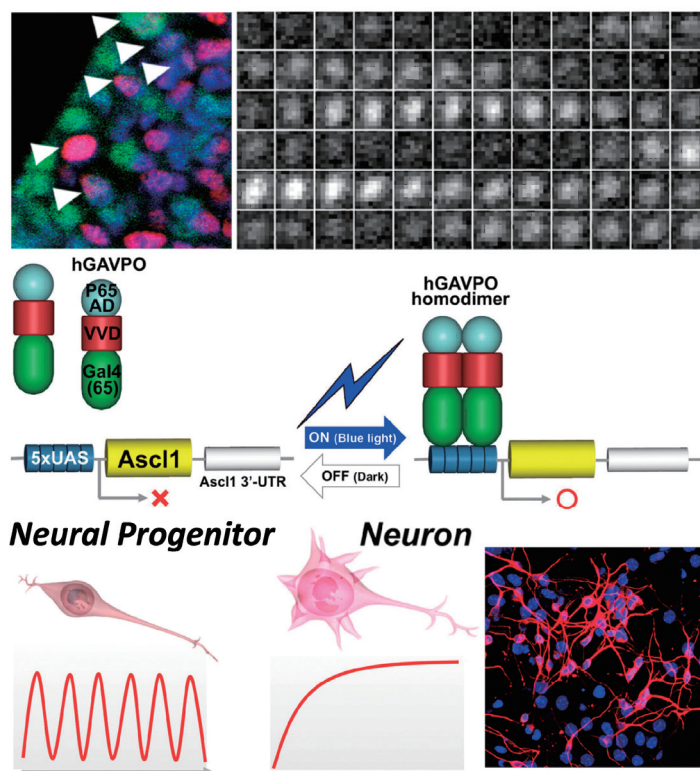 hGAVPO
P65
AD
VVD
Gal4
(65)
hGAVPO
homodimer
5xUAS
Ascl1
Ascl1 3'-UTR
ON (Blue light)
OFF (Dark)
Neural Progenitor
Neuron